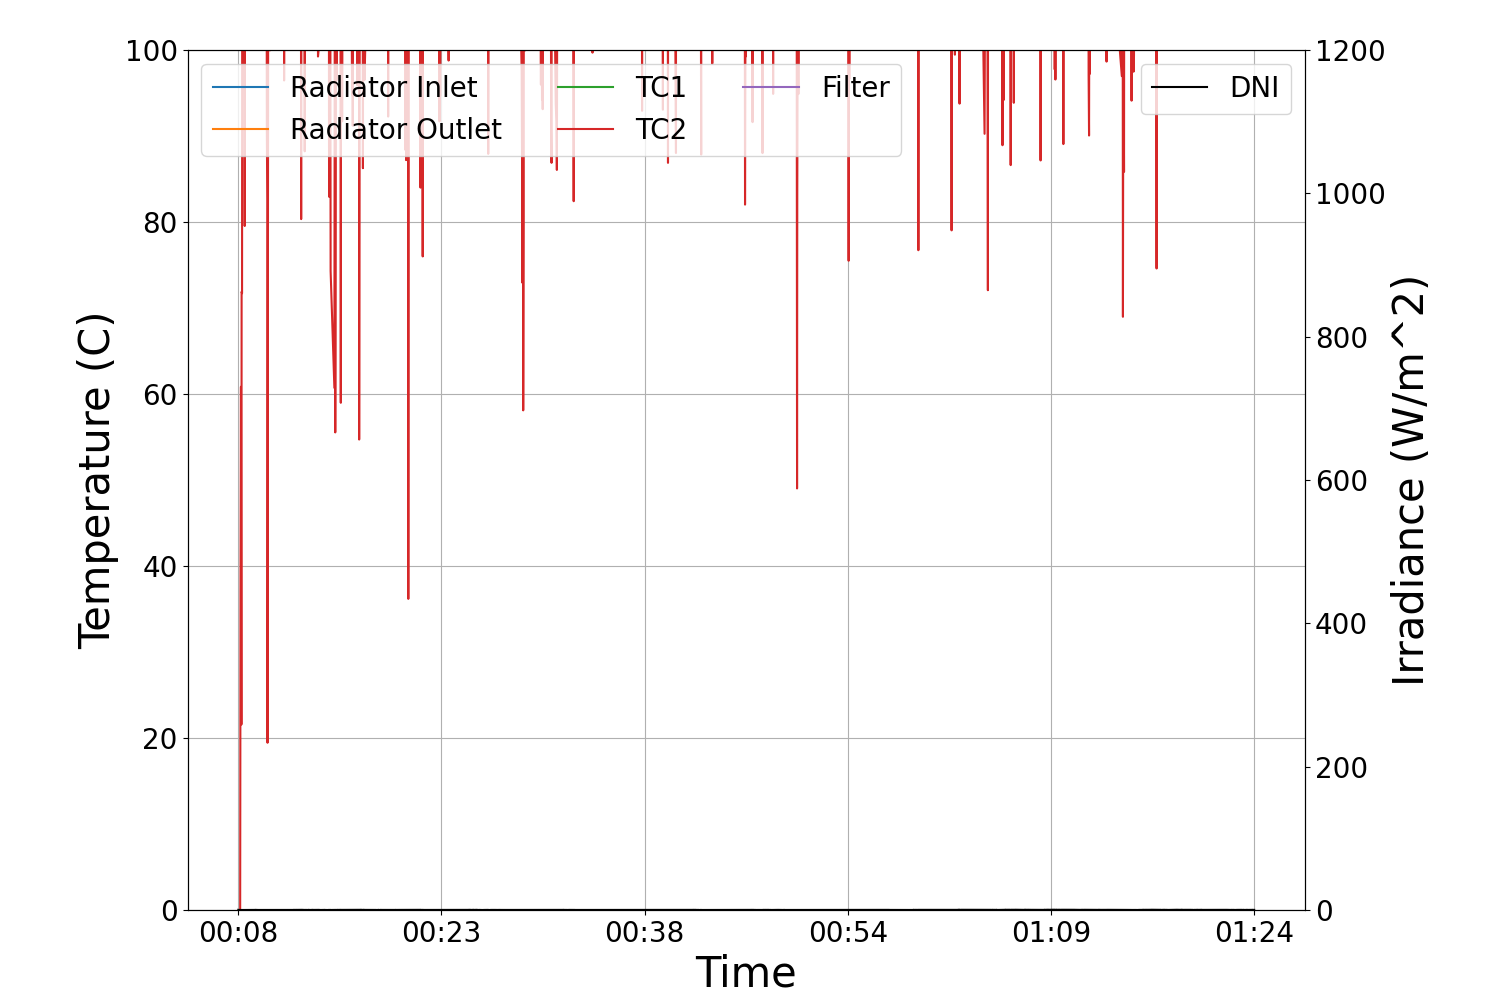 Temperature (C)
100
80
60
40
20
0
Radiator Inlet
Radiator Outlet
TC1
TC2
Filter
DNI
1200
1000
800
600
400
200
0
Irradiance (W/m^2)
00:08 00:23 00:38 00:54 01:09 01:24
Time